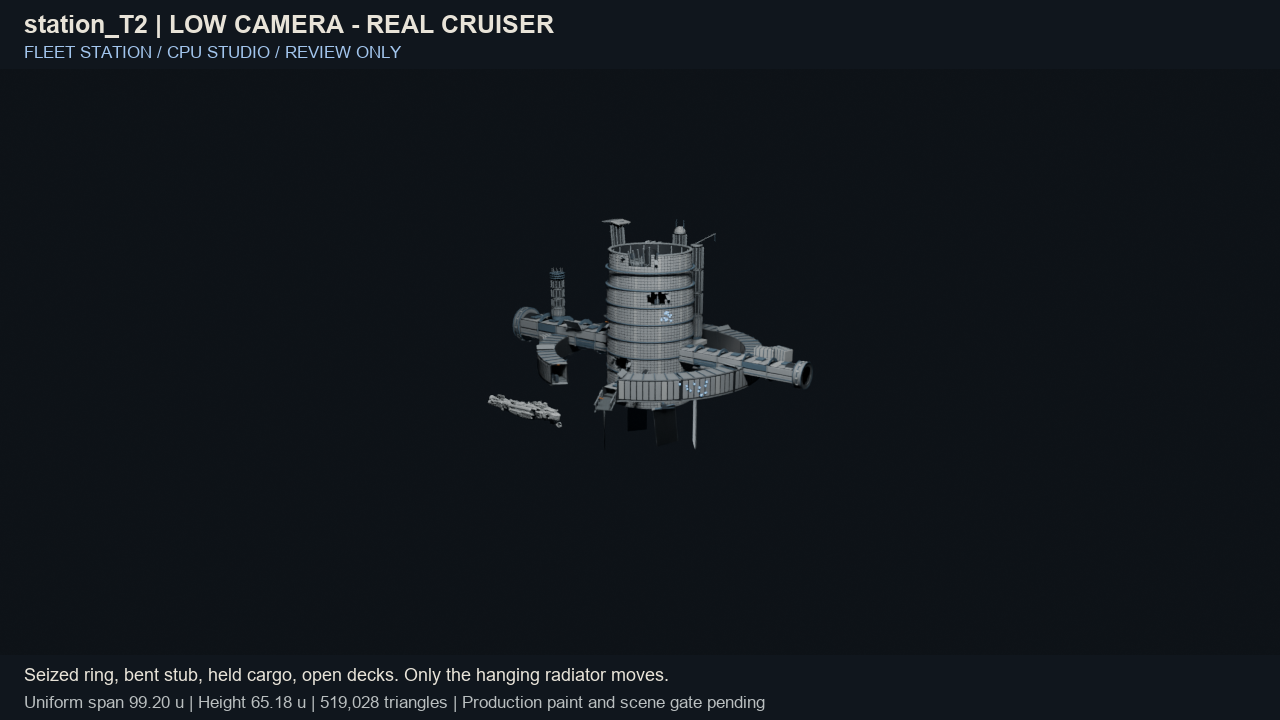 station_T2 | LOW CAMERA - REAL CRUISER
FLEET STATION / CPU STUDIO / REVIEW ONLY
Seized ring, bent stub, held cargo, open decks. Only the hanging radiator moves.
Uniform span 99.20 u | Height 65.18 u | 519,028 triangles | Production paint and scene gate pending